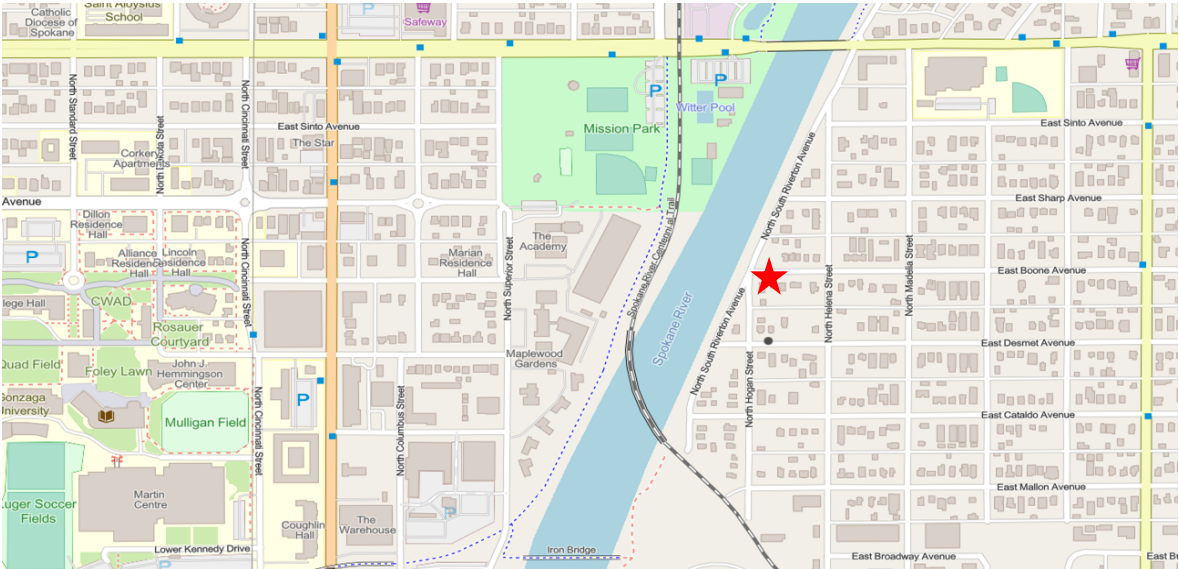 Catholic
Diocese of
Spokane
Saint Aloysius
School
P
Safeway
North Standard Street
North Cincinnati Street
East Sinto Avenue
The Star
Corkery
Apartments
Avenue
P
Witter Pool
P
Mission Park
East Sinto Avenue
North South Riverton Avenue
East Sharp Avenue
Dillon
Residence
Hall
P
Alliance
Residence
Hall
Lincoln
Residence
Hall
CWAD
North Cincinnati Street
Marian
Residence
Hall
North Superior Street
The
Academy
Spokane River Centennial Trail
Spokane River
North South Riverton Avenue
North Helena Street
North Madelia Street
East Boone Avenue
Rosauer
Courtyard
Quad Field
Foley Lawn
John J.
Hemmingson
Center
Maplewood
Gardens
East Desmet Avenue
North Hogan Street
Gonzaga
University
Mulligan Field
North Cincinnati Street
P
North Columbus Street
East Cataldo Avenue
Luger Soccer
Fields
Martin
Centre
Coughlin
Hall
The
Warehouse
P
East Mallon Avenue
Lower Kennedy Drive
P
Iron Bridge
East Broadway Avenue